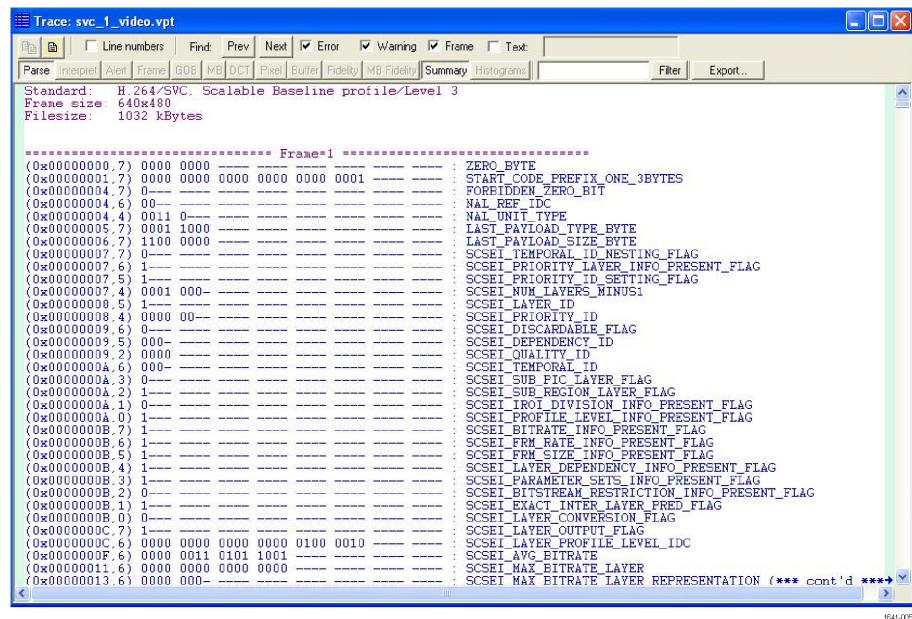 Trace: svc_1_video.vpt
Line numbers Find: Prev Next Error Warning Frame Text:
Parse Interpret Alert Frame GOB MB DCT Pixel Buffer Fidelity MB Fidelity Summary Histograms Filter Export...
Standard: H.264/SVC, Scalable Baseline profile/Level 3
Frame size: 640x480
Filesize: 1032 kBytes
================================ Frame=1 ================================
(0x00000000,7) 0000 0000 ---- ---- ---- ---- ---- ---- : ZERO_BYTE
(0x00000001,7) 0000 0000 0000 0000 0000 0001 ---- ---- : START_CODE_PREFIX_ONE_3BYTES
(0x00000004,7) 0--- ---- ---- ---- ---- ---- ---- ---- : FORBIDDEN_ZERO_BIT
(0x00000004,6) 00-- ---- ---- ---- ---- ---- ---- ---- : NAL_REF_IDC
(0x00000004,4) 0011 0--- ---- ---- ---- ---- ---- ---- : NAL_UNIT_TYPE
(0x00000005,7) 0001 1000 ---- ---- ---- ---- ---- ---- : LAST_PAYLOAD_TYPE_BYTE
(0x00000006,7) 1100 0000 ---- ---- ---- ---- ---- ---- : LAST_PAYLOAD_SIZE_BYTE
(0x00000007,7) 0--- ---- ---- ---- ---- ---- ---- ---- : SCSEI_TEMPORAL_ID_NESTING_FLAG
(0x00000007,6) 1--- ---- ---- ---- ---- ---- ---- ---- : SCSEI_PRIORITY_LAYER_INFO_PRESENT_FLAG
(0x00000007,5) 1--- ---- ---- ---- ---- ---- ---- ---- : SCSEI_PRIORITY_ID_SETTING_FLAG
(0x00000007,4) 0001 000- ---- ---- ---- ---- ---- ---- : SCSEI_NUM_LAYERS_MINUS1
(0x00000008,5) 1--- ---- ---- ---- ---- ---- ---- ---- : SCSEI_LAYER_ID
(0x00000008,4) 0000 00-- ---- ---- ---- ---- ---- ---- : SCSEI_PRIORITY_ID
(0x00000009,6) 0--- ---- ---- ---- ---- ---- ---- ---- : SCSEI_DISCARDABLE_FLAG
(0x00000009,5) 000- ---- ---- ---- ---- ---- ---- ---- : SCSEI_DEPENDENCY_ID
(0x00000009,2) 0000 ---- ---- ---- ---- ---- ---- ---- : SCSEI_QUALITY_ID
(0x0000000A,6) 000- ---- ---- ---- ---- ---- ---- ---- : SCSEI_TEMPORAL_ID
(0x0000000A,3) 0--- ---- ---- ---- ---- ---- ---- ---- : SCSEI_SUB_PIC_LAYER_FLAG
(0x0000000A,2) 1--- ---- ---- ---- ---- ---- ---- ---- : SCSEI_SUB_REGION_LAYER_FLAG
(0x0000000A,1) 0--- ---- ---- ---- ---- ---- ---- ---- : SCSEI_IROI_DIVISION_INFO_PRESENT_FLAG
(0x0000000A,0) 1--- ---- ---- ---- ---- ---- ---- ---- : SCSEI_PROFILE_LEVEL_INFO_PRESENT_FLAG
(0x0000000B,7) 1--- ---- ---- ---- ---- ---- ---- ---- : SCSEI_BITRATE_INFO_PRESENT_FLAG
(0x0000000B,6) 1--- ---- ---- ---- ---- ---- ---- ---- : SCSEI_FRM_RATE_INFO_PRESENT_FLAG
(0x0000000B,5) 1--- ---- ---- ---- ---- ---- ---- ---- : SCSEI_FRM_SIZE_INFO_PRESENT_FLAG
(0x0000000B,4) 1--- ---- ---- ---- ---- ---- ---- ---- : SCSEI_LAYER_DEPENDENCY_INFO_PRESENT_FLAG
(0x0000000B,3) 1--- ---- ---- ---- ---- ---- ---- ---- : SCSEI_PARAMETER_SETS_INFO_PRESENT_FLAG
(0x0000000B,2) 0--- ---- ---- ---- ---- ---- ---- ---- : SCSEI_BITSTREAM_RESTRICTION_INFO_PRESENT_FLAG
(0x0000000B,1) 1--- ---- ---- ---- ---- ---- ---- ---- : SCSEI_EXACT_INTER_LAYER_PRED_FLAG
(0x0000000B,0) 0--- ---- ---- ---- ---- ---- ---- ---- : SCSEI_LAYER_CONVERSION_FLAG
(0x0000000C,7) 1--- ---- ---- ---- ---- ---- ---- ---- : SCSEI_LAYER_OUTPUT_FLAG
(0x0000000C,6) 0000 0000 0000 0000 0100 0010 ---- ---- : SCSEI_LAYER_PROFILE_LEVEL_IDC
(0x0000000F,6) 0000 0011 0101 1001 ---- ---- ---- ---- : SCSEI_AVG_BITRATE
(0x00000011,6) 0000 0000 0000 0000 ---- ---- ---- ---- : SCSEI_MAX_BITRATE_LAYER
(0x00000013,6) 0000 000- ---- ---- ---- ---- ---- ---- : SCSEI_MAX_BITRATE_LAYER_REPRESENTATION (*** cont'd ***
1641-005